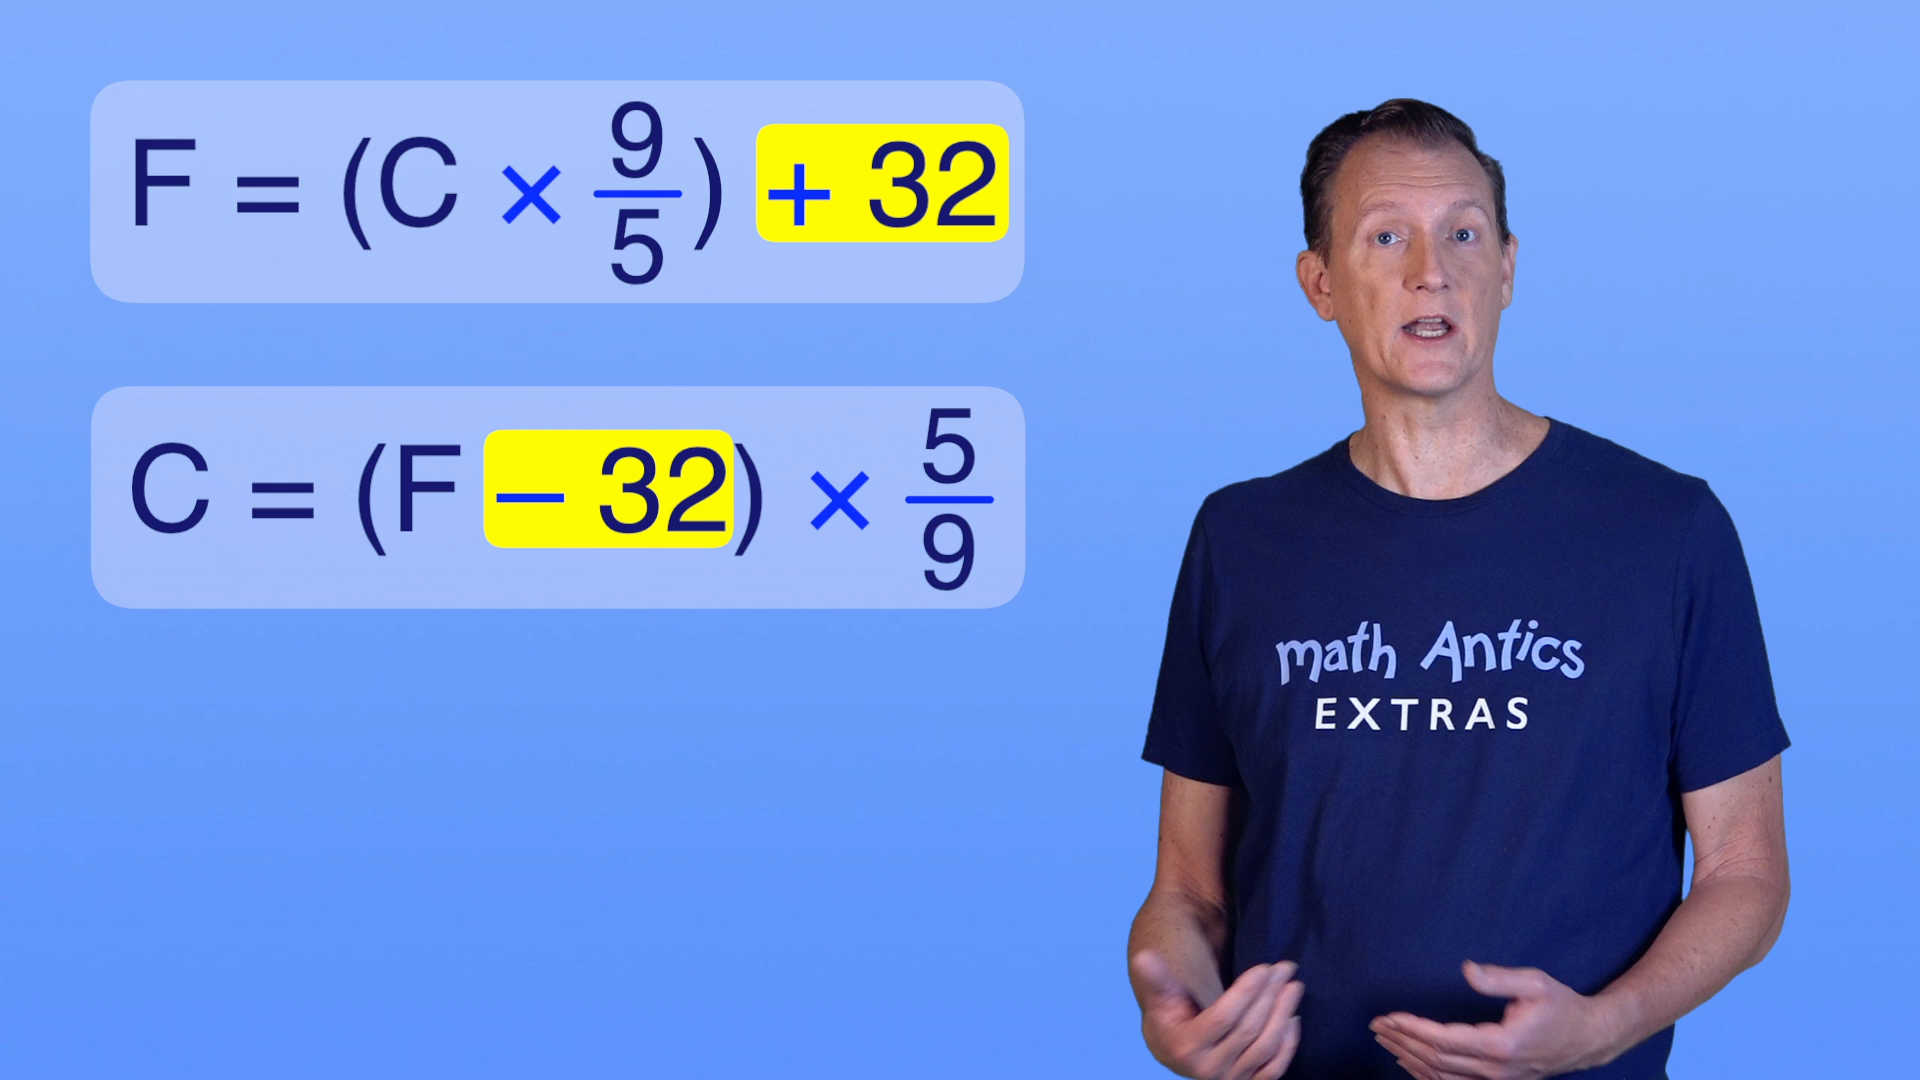 F = (C × 9/5) + 32
C = (F − 32) × 5/9
math Antics
EXTRAS